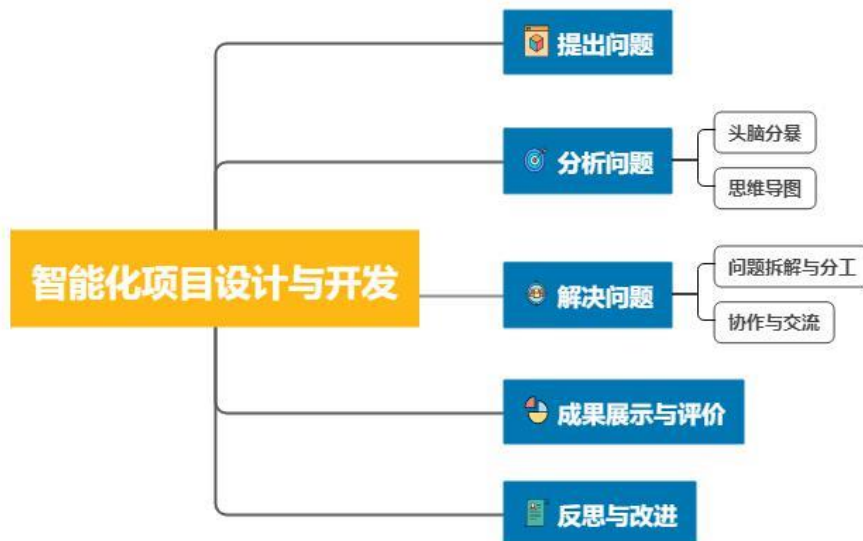 提出问题
分析问题
头脑分暴
思维导图
智能化项目设计与开发
解决问题
问题拆解与分工
协作与交流
成果展示与评价
反思与改进